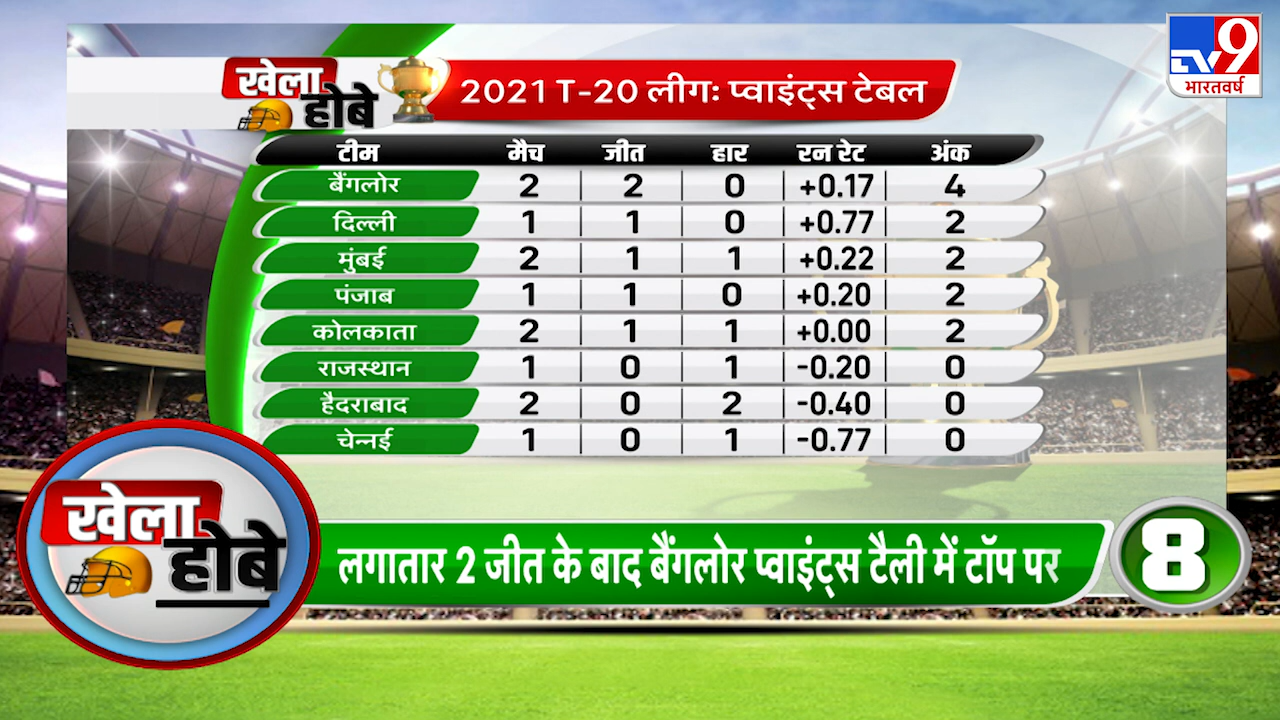 TV9
भारतवर्ष
खेला
होबे
2021 T-20 लीग: प्वाइंट्स टेबल
टीम मैच जीत हार रन रेट अंक
बैंगलोर 2 2 0 +0.17 4
दिल्ली 1 1 0 +0.77 2
मुंबई 2 1 1 +0.22 2
पंजाब 1 1 0 +0.20 2
कोलकाता 2 1 1 +0.00 2
राजस्थान 1 0 1 -0.20 0
हैदराबाद 2 0 2 -0.40 0
चेन्नई 1 0 1 -0.77 0
खेला
होबे
लगातार 2 जीत के बाद बैंगलोर प्वाइंट्स टैली में टॉप पर
8